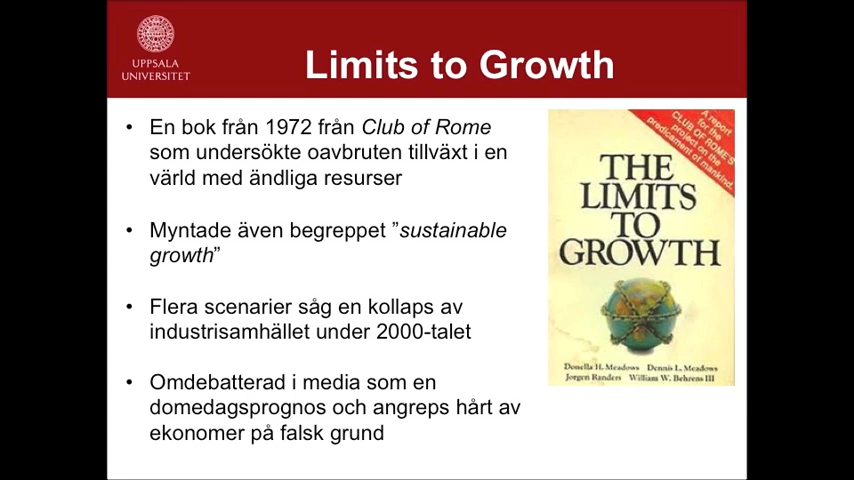 UPPSALA
UNIVERSITET
Limits to Growth
• En bok från 1972 från Club of Rome
som undersökte oavbruten tillväxt i en
värld med ändliga resurser
• Myntade även begreppet ”sustainable
growth”
• Flera scenarier såg en kollaps av
industrisamhället under 2000-talet
• Omdebatterad i media som en
domedagsprognos och angreps hårt av
ekonomer på falsk grund
A report
for the
CLUB OF ROME'S
project on the
predicament of mankind.
THE
LIMITS
TO
GROWTH
Donella H. Meadows Dennis L. Meadows
Jorgen Randers William W. Behrens III